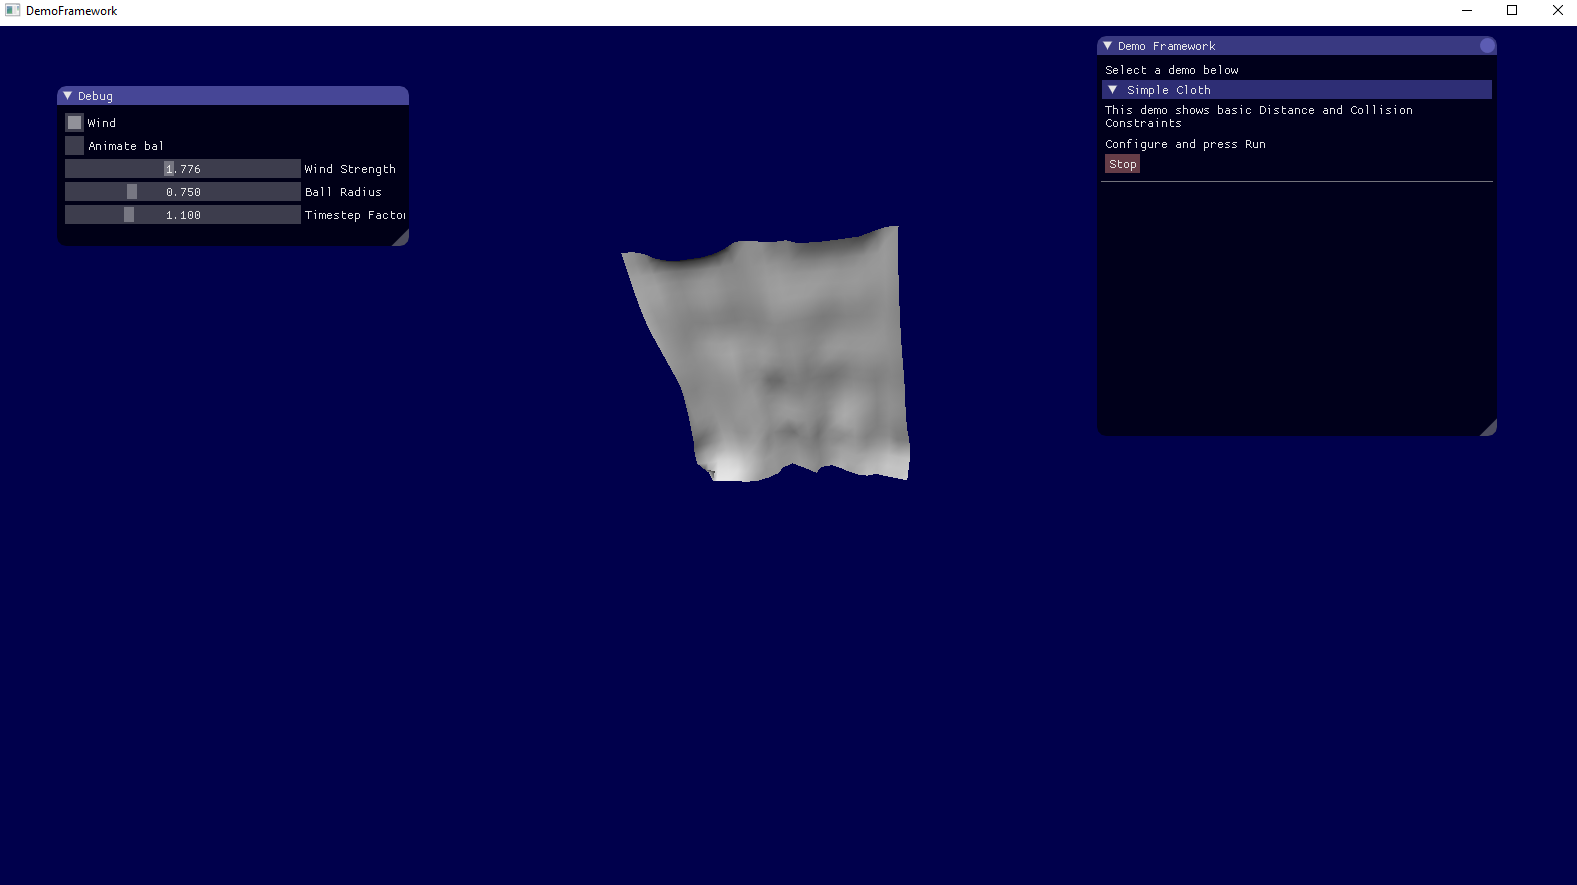 DemoFramework
Debug
Wind
Animate bal
1.776 Wind Strength
0.750 Ball Radius
1.100 Timestep Facto
Demo Framework
Select a demo below
Simple Cloth
This demo shows basic Distance and Collision
Constraints
Configure and press Run
Stop